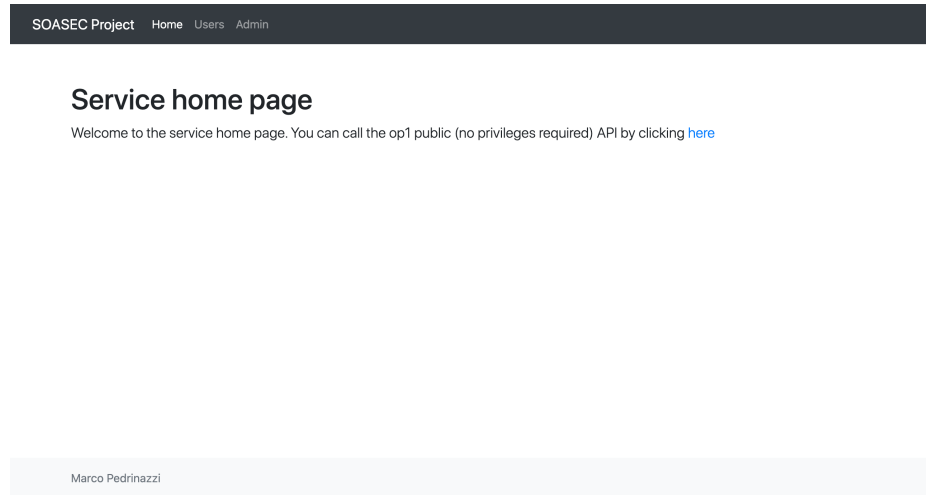 SOASEC Project Home Users Admin
Service home page
Welcome to the service home page. You can call the op1 public (no privileges required) API by clicking here
Marco Pedrinazzi